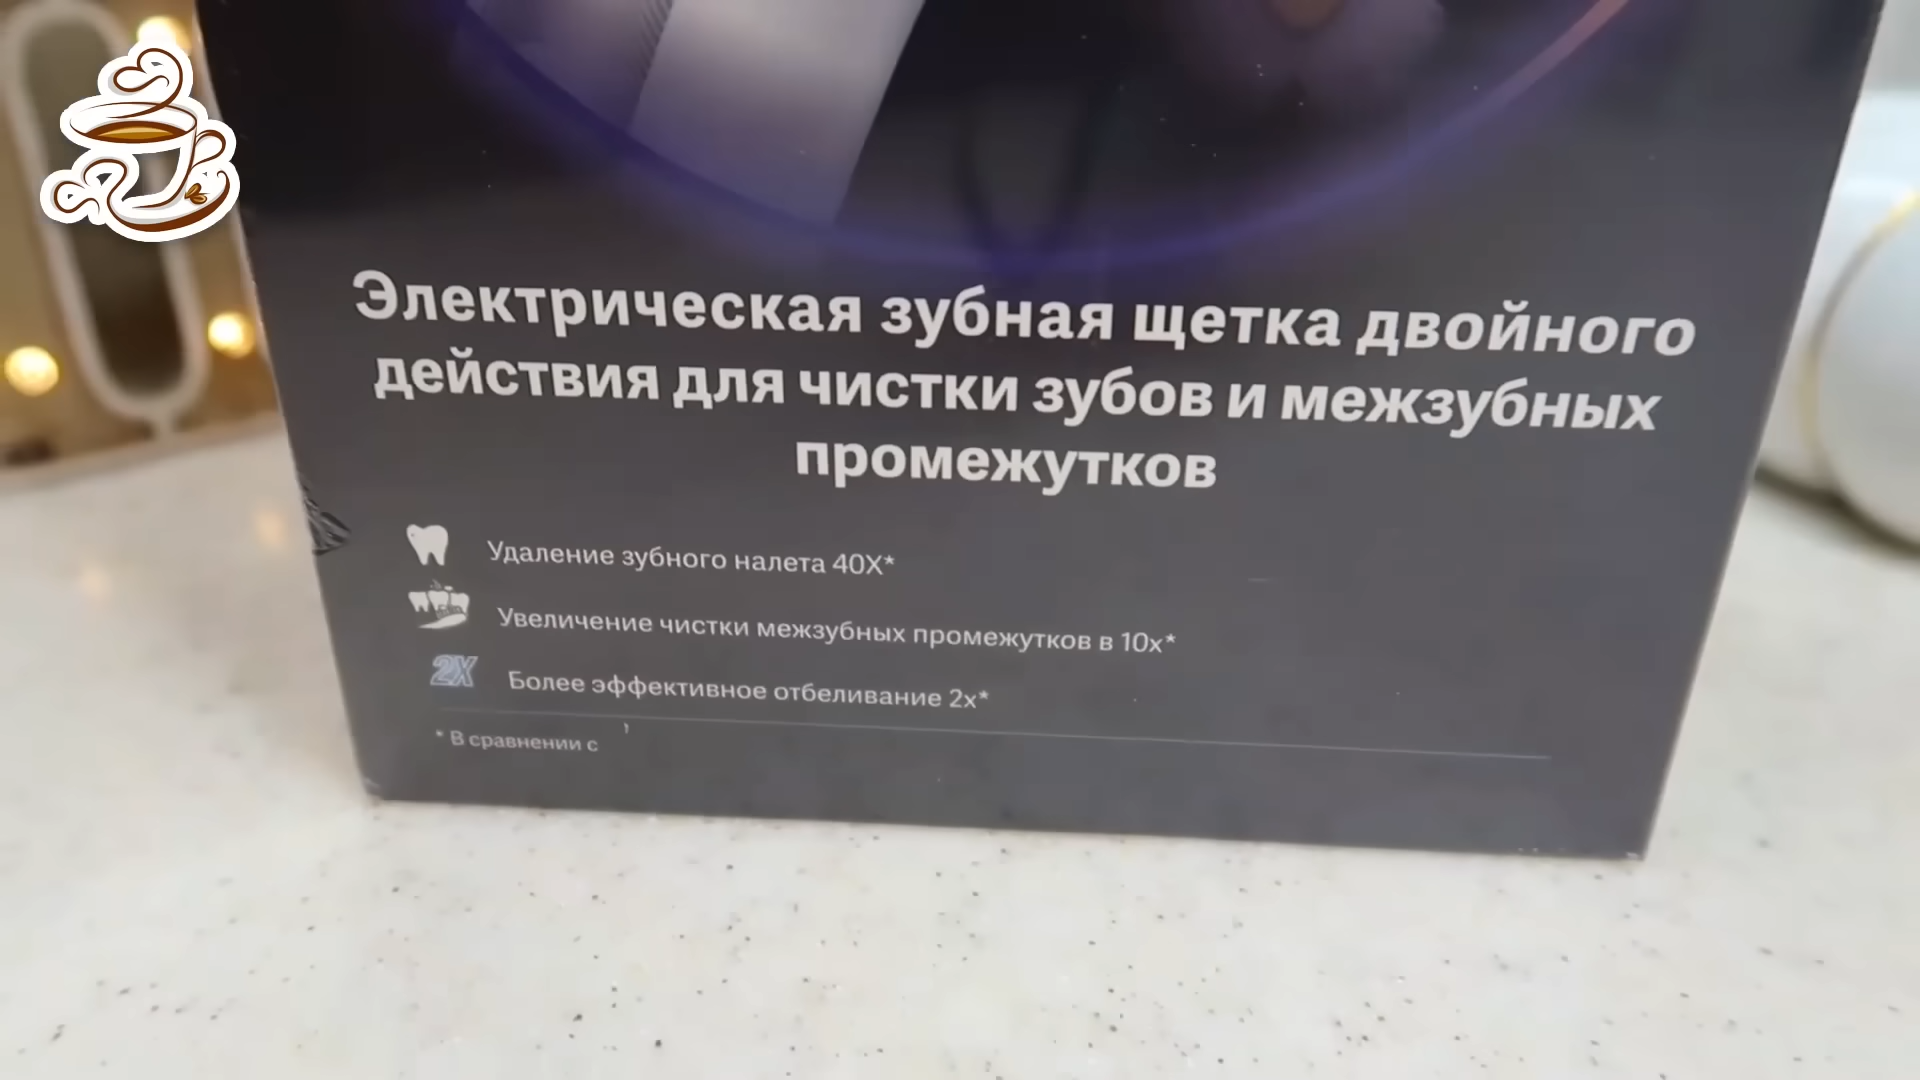 Электрическая зубная щетка двойного
действия для чистки зубов и межзубных
промежутков
Удаление зубного налета 40X*
Увеличение чистки межзубных промежутков в 10x*
2X
Более эффективное отбеливание 2x*
* В сравнении с